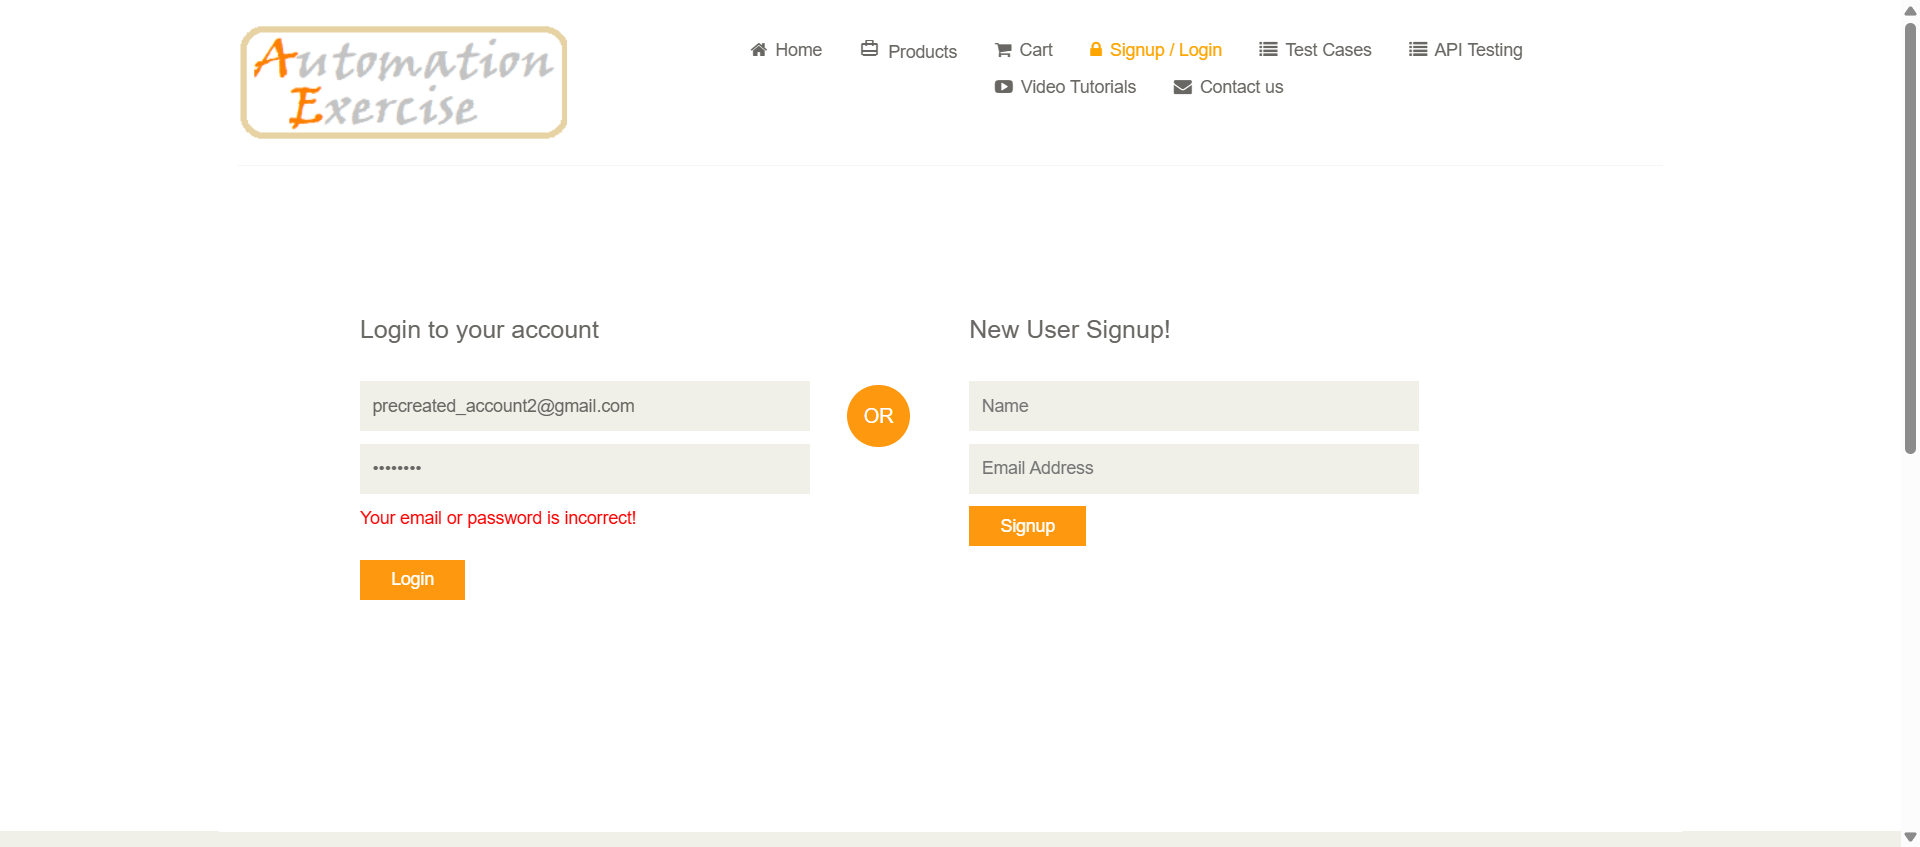 Automation
Exercise
Home
Products
Cart
Signup / Login
Test Cases
API Testing
Video Tutorials
Contact us
Login to your account
precreated_account2@gmail.com
••••••••
Your email or password is incorrect!
Login
OR
New User Signup!
Name
Email Address
Signup